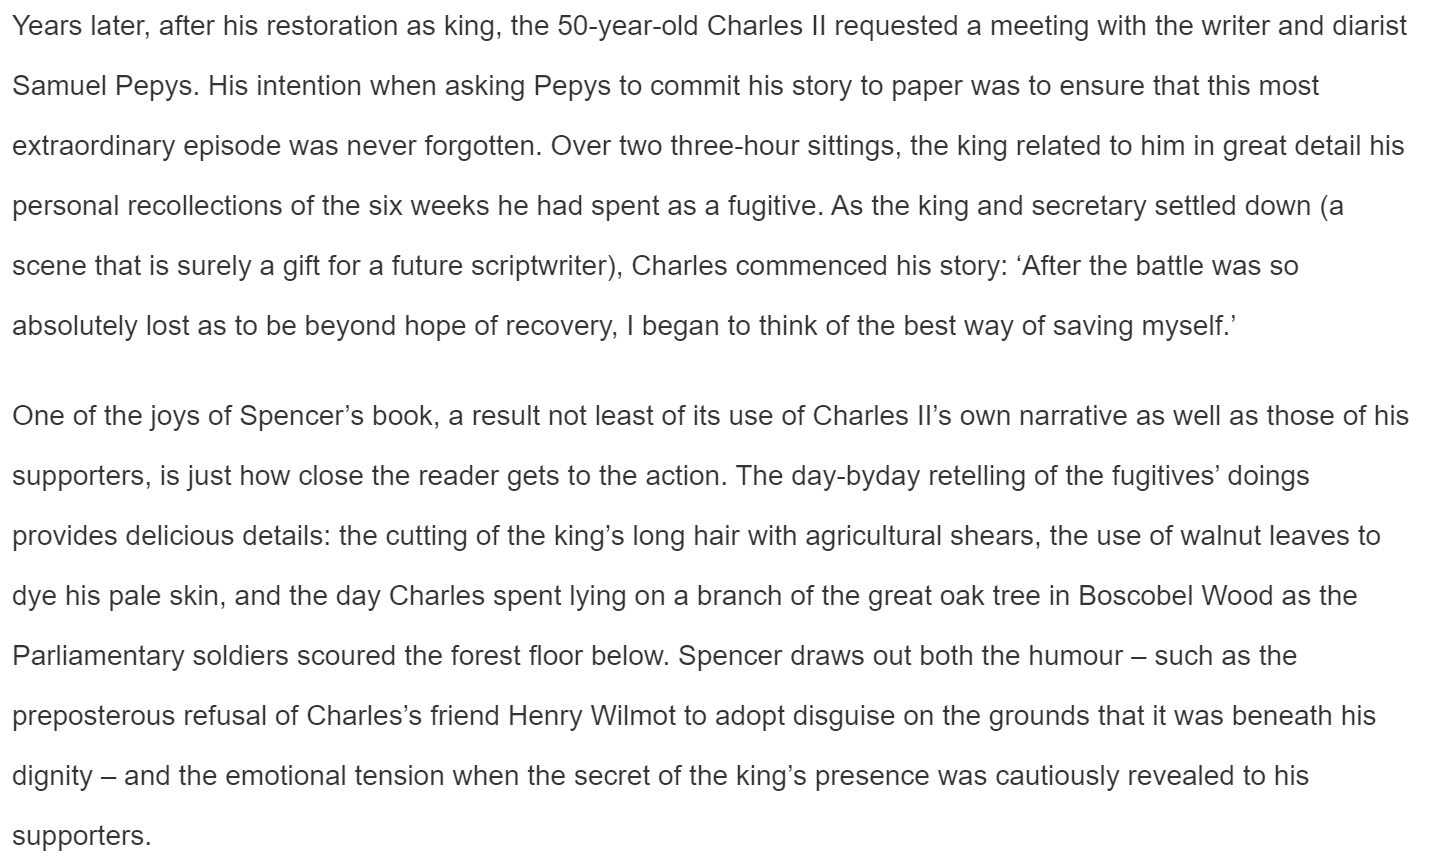 Years later, after his restoration as king, the 50-year-old Charles II requested a meeting with the writer and diarist
Samuel Pepys. His intention when asking Pepys to commit his story to paper was to ensure that this most
extraordinary episode was never forgotten. Over two three-hour sittings, the king related to him in great detail his
personal recollections of the six weeks he had spent as a fugitive. As the king and secretary settled down (a
scene that is surely a gift for a future scriptwriter), Charles commenced his story: ‘After the battle was so
absolutely lost as to be beyond hope of recovery, I began to think of the best way of saving myself.’
One of the joys of Spencer’s book, a result not least of its use of Charles II’s own narrative as well as those of his
supporters, is just how close the reader gets to the action. The day-byday retelling of the fugitives’ doings
provides delicious details: the cutting of the king’s long hair with agricultural shears, the use of walnut leaves to
dye his pale skin, and the day Charles spent lying on a branch of the great oak tree in Boscobel Wood as the
Parliamentary soldiers scoured the forest floor below. Spencer draws out both the humour – such as the
preposterous refusal of Charles’s friend Henry Wilmot to adopt disguise on the grounds that it was beneath his
dignity – and the emotional tension when the secret of the king’s presence was cautiously revealed to his
supporters.